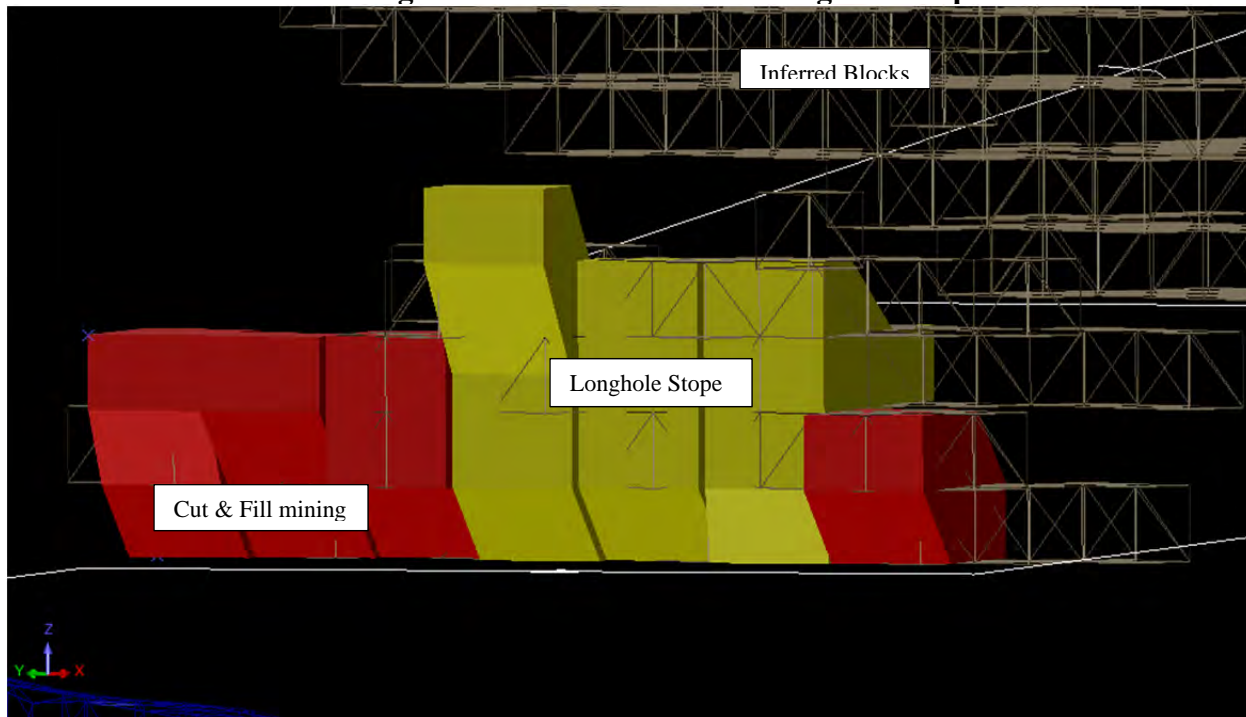 Inferred Blocks
Longhole Stope
Cut & Fill mining
Z
Y
X